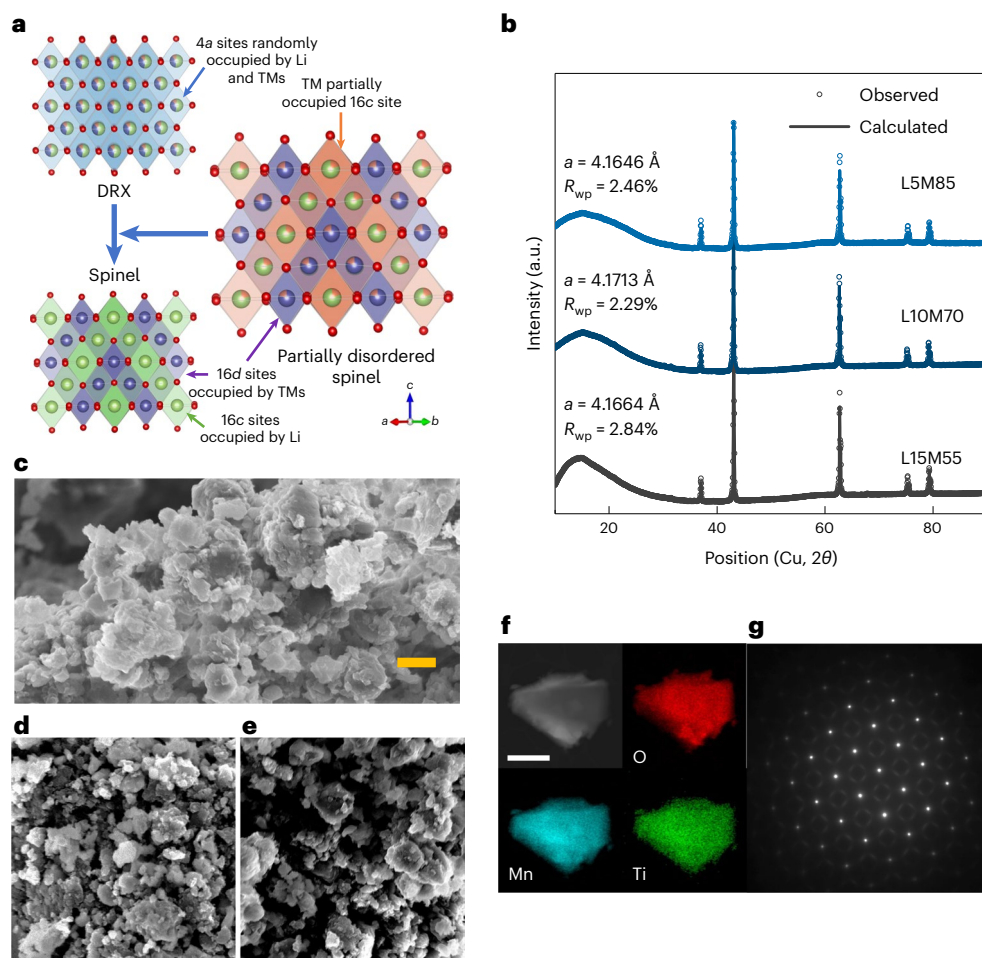 a
4a sites randomly
occupied by Li
and TMs
TM partially
occupied 16c site
DRX
Spinel
Partially disordered
spinel
16d sites
occupied by TMs
16c sites
occupied by Li
c
a
b
b
Observed
Calculated
a = 4.1646 Å
Rwp = 2.46%
L5M85
a = 4.1713 Å
Rwp = 2.29%
L10M70
a = 4.1664 Å
Rwp = 2.84%
L15M55
Intensity (a.u.)
20 40 60 80
Position (Cu, 2θ)
c
d
e
f
O
Mn
Ti
g